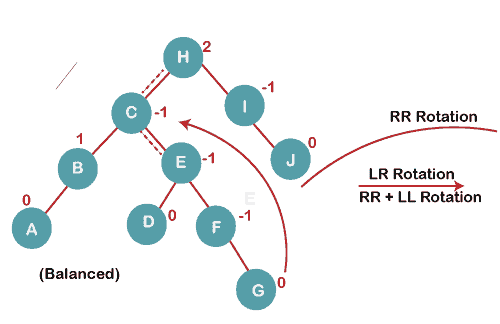 H 2
C -1
I -1
RR Rotation
B 1
E -1
J 0
LR Rotation
RR + LL Rotation
E
A 0
D 0
F -1
(Balanced)
G 0